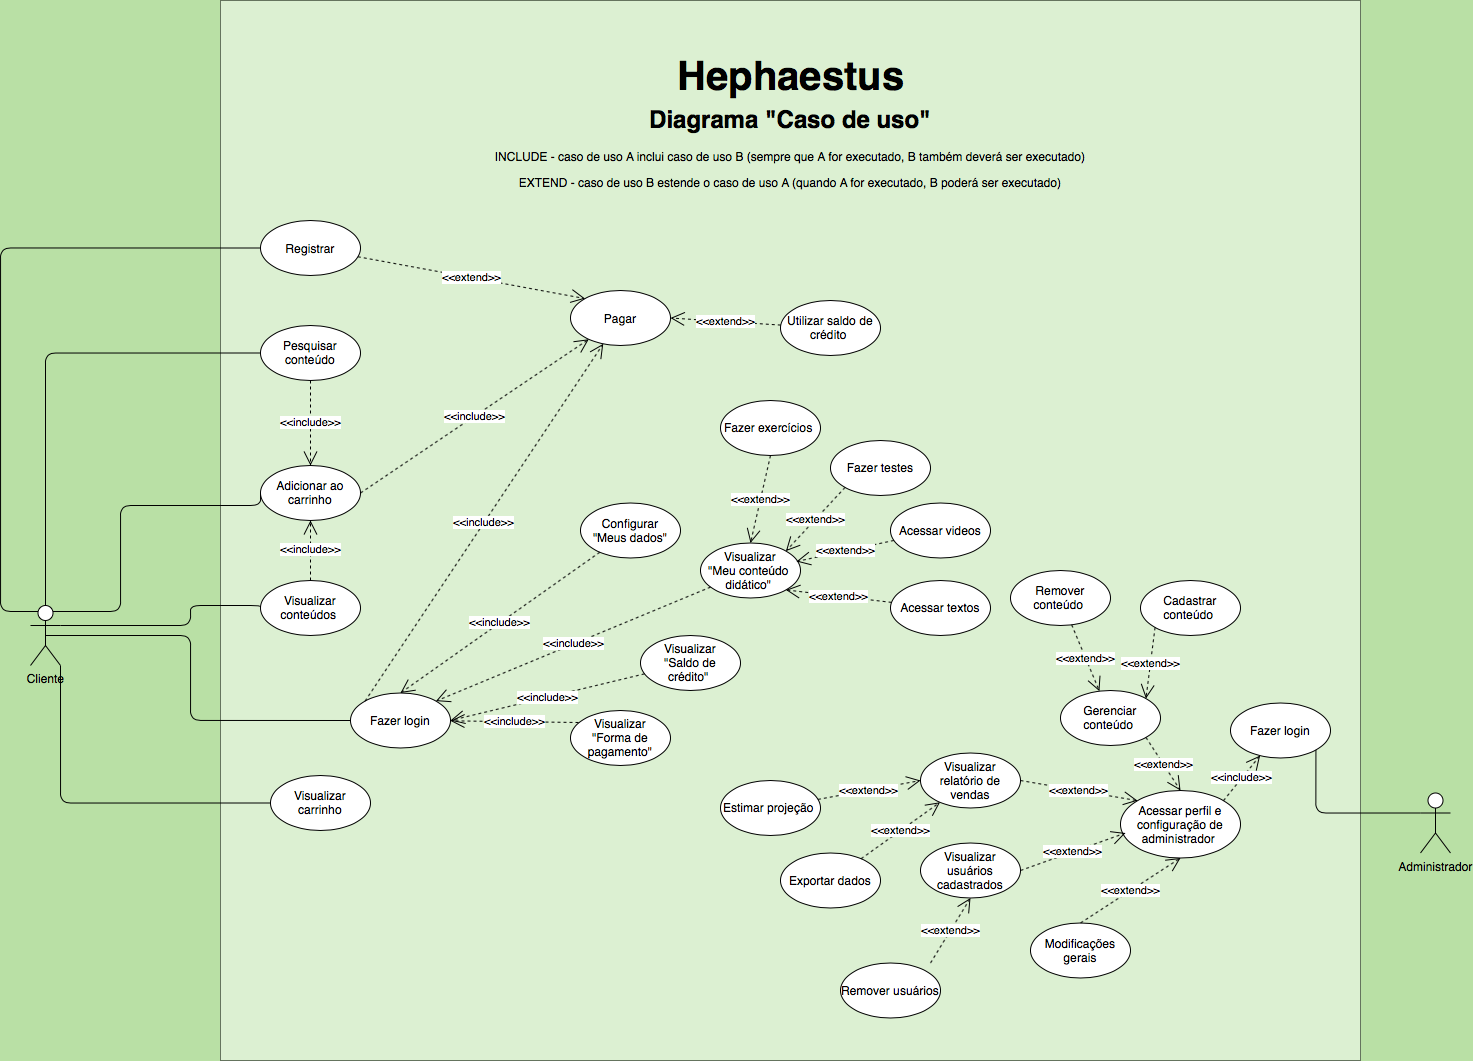 Hephaestus
Diagrama "Caso de uso"
INCLUDE - caso de uso A inclui caso de uso B (sempre que A for executado, B também deverá ser executado)
EXTEND - caso de uso B estende o caso de uso A (quando A for executado, B poderá ser executado)
Registrar
<<extend>>
Pagar
<<extend>>
Utilizar saldo de
crédito
Pesquisar
conteúdo
<<include>>
<<include>>
Adicionar ao
carrinho
<<include>>
<<include>>
Visualizar
conteúdos
Cliente
Fazer exercícios
<<extend>>
Fazer testes
<<extend>>
Acessar videos
<<extend>>
Configurar
"Meus dados"
Visualizar
"Meu conteúdo
didático"
<<extend>>
Acessar textos
<<include>>
<<include>>
Visualizar
"Saldo de
crédito"
<<include>>
Fazer login
<<include>>
Visualizar
"Forma de
pagamento"
Visualizar
carrinho
Remover
conteúdo
Cadastrar
conteúdo
<<extend>>
<<extend>>
Gerenciar
conteúdo
Fazer login
<<extend>>
<<include>>
Visualizar
relatório de
vendas
<<extend>>
<<extend>>
Estimar projeção
Acessar perfil e
configuração de
administrador
<<extend>>
Exportar dados
Visualizar
usuários
cadastrados
<<extend>>
Administrador
<<extend>>
<<extend>>
Modificações
gerais
Remover usuários